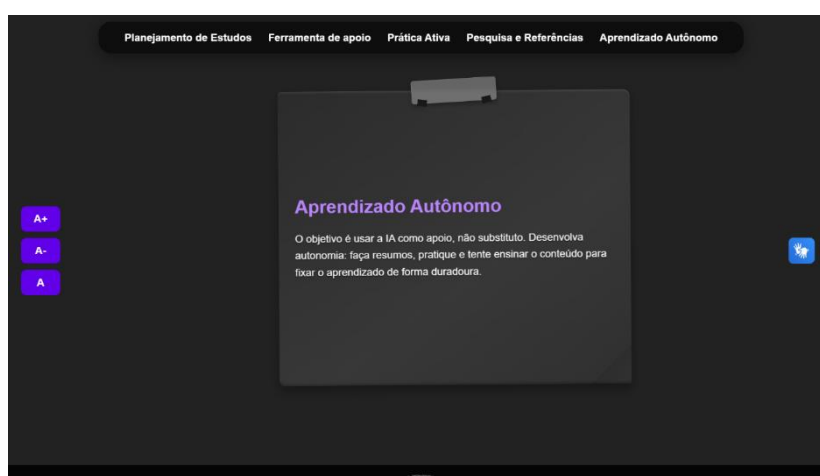 Planejamento de Estudos Ferramenta de apoio Prática Ativa Pesquisa e Referências Aprendizado Autônomo
Aprendizado Autônomo
O objetivo é usar a IA como apoio, não substituto. Desenvolva
autonomia: faça resumos, pratique e tente ensinar o conteúdo para
fixar o aprendizado de forma duradoura.
A+
A-
A